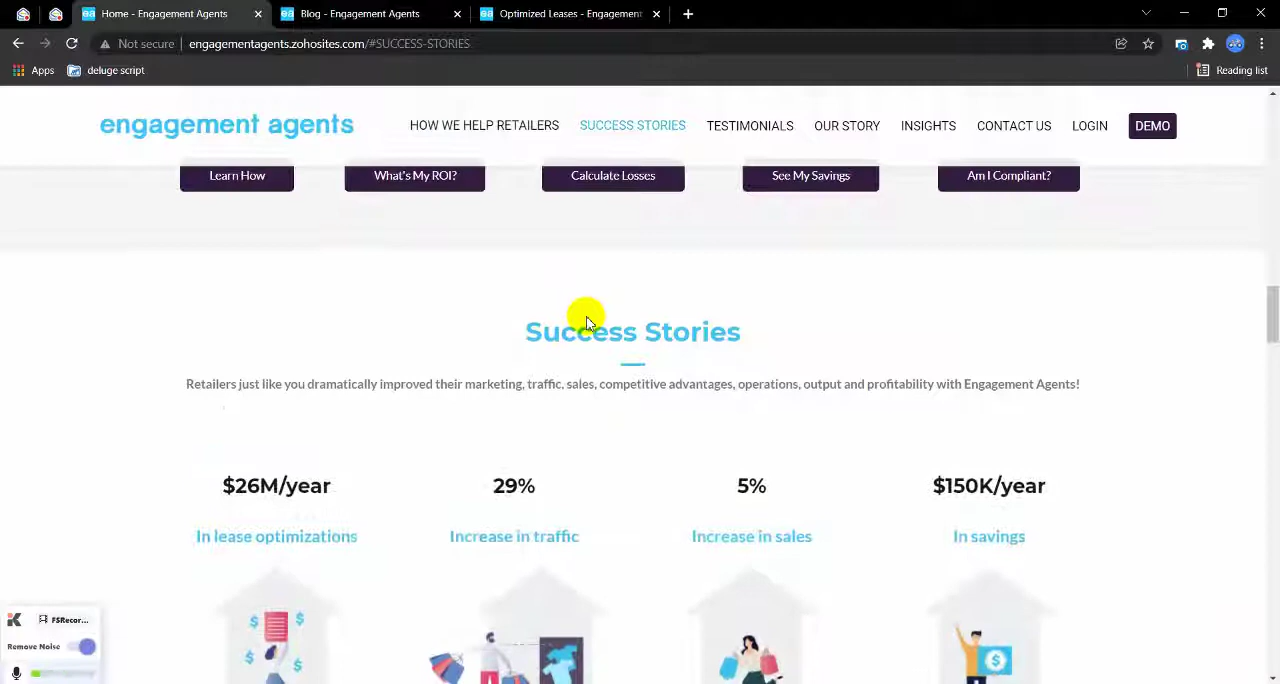 Home - Engagement Agents
Blog - Engagement Agents
Optimized Leases - Engagement
Not secure
engagementagents.zohosites.com/#SUCCESS-STORIES
Apps
deluge script
Reading list
engagement agents
HOW WE HELP RETAILERS
SUCCESS STORIES
TESTIMONIALS
OUR STORY
INSIGHTS
CONTACT US
LOGIN
DEMO
Learn How
What's My ROI?
Calculate Losses
See My Savings
Am I Compliant?
Success Stories
Retailers just like you dramatically improved their marketing, traffic, sales, competitive advantages, operations, output and profitability with Engagement Agents!
$26M/year
29%
5%
$150K/year
In lease optimizations
Increase in traffic
Increase in sales
In savings
FSRecor...
Remove Noise